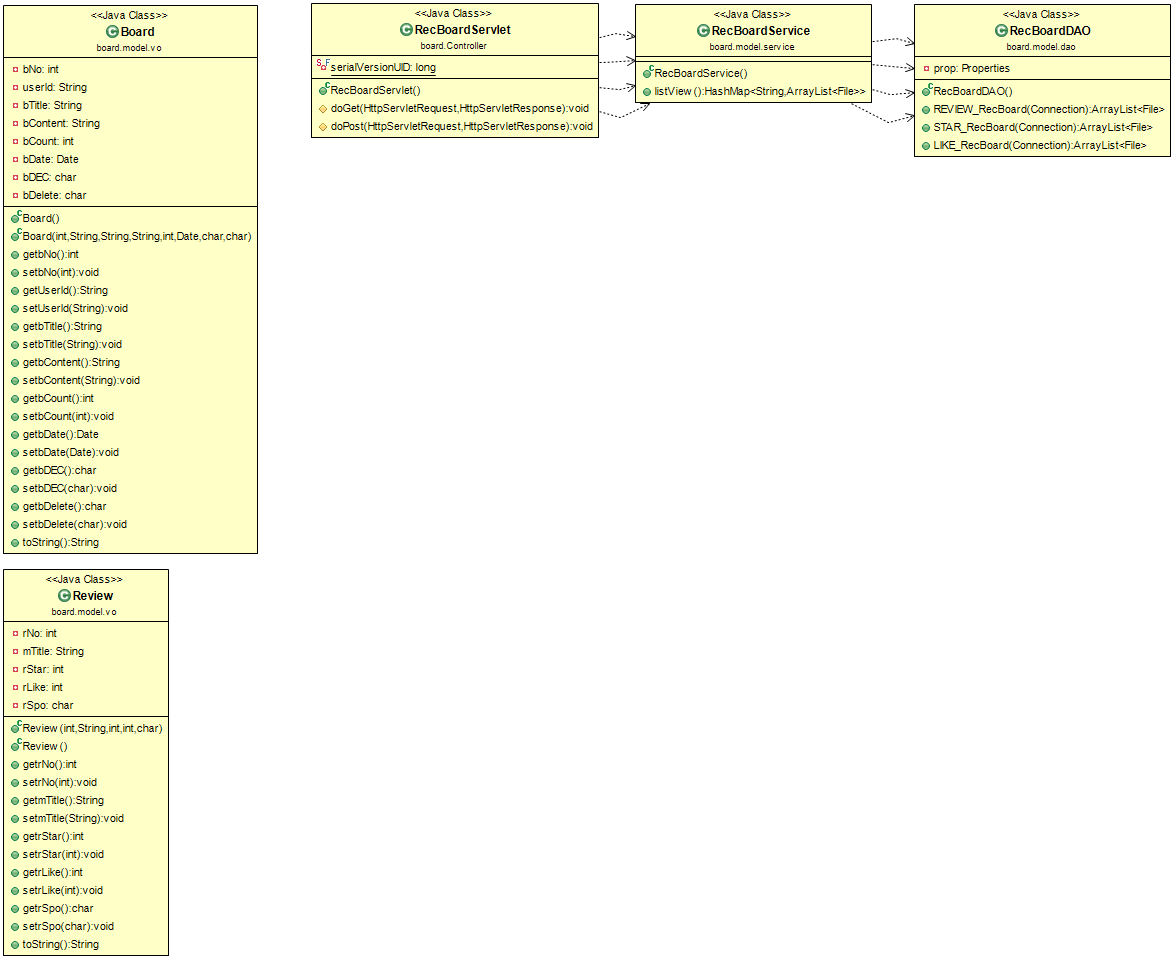 <<Java Class>>
Board
board.model.vo
bNo: int
userId: String
bTitle: String
bContent: String
bCount: int
bDate: Date
bDEC: char
bDelete: char
Board()
Board(int,String,String,String,int,Date,char,char)
getbNo():int
setbNo(int):void
getUserId():String
setUserId(String):void
getbTitle():String
setbTitle(String):void
getbContent():String
setbContent(String):void
getbCount():int
setbCount(int):void
getbDate():Date
setbDate(Date):void
getbDEC():char
setbDEC(char):void
getbDelete():char
setbDelete(char):void
toString():String
<<Java Class>>
RecBoardServlet
board.Controller
serialVersionUID: long
RecBoardServlet()
doGet(HttpServletRequest,HttpServletResponse):void
doPost(HttpServletRequest,HttpServletResponse):void
<<Java Class>>
RecBoardService
board.model.service
RecBoardService()
listView():HashMap<String,ArrayList<File>>
<<Java Class>>
RecBoardDAO
board.model.dao
prop: Properties
RecBoardDAO()
REVIEW_RecBoard(Connection):ArrayList<File>
STAR_RecBoard(Connection):ArrayList<File>
LIKE_RecBoard(Connection):ArrayList<File>
<<Java Class>>
Review
board.model.vo
rNo: int
mTitle: String
rStar: int
rLike: int
rSpo: char
Review(int,String,int,int,char)
Review()
getrNo():int
setrNo(int):void
getmTitle():String
setmTitle(String):void
getrStar():int
setrStar(int):void
getrLike():int
setrLike(int):void
getrSpo():char
setrSpo(char):void
toString():String